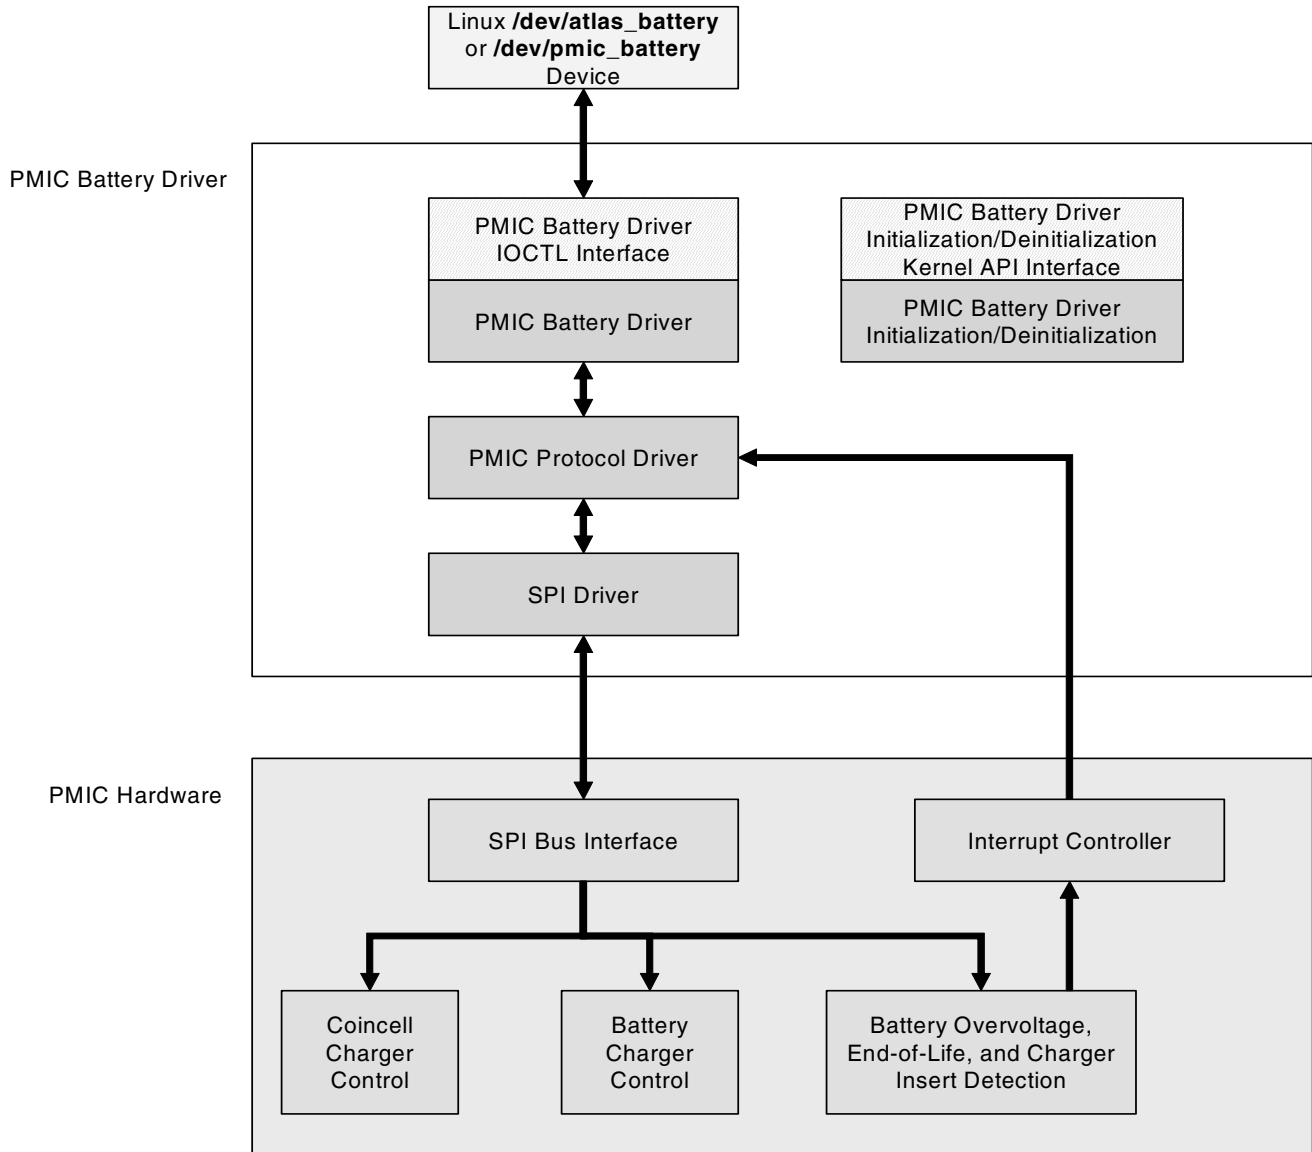 Linux /dev/atlas_battery
or /dev/pmic_battery
Device
PMIC Battery Driver
PMIC Battery Driver
IOCTL Interface
PMIC Battery Driver
PMIC Battery Driver
Initialization/Deinitialization
Kernel API Interface
PMIC Battery Driver
Initialization/Deinitialization
PMIC Protocol Driver
SPI Driver
PMIC Hardware
SPI Bus Interface
Interrupt Controller
Coincell
Charger
Control
Battery
Charger
Control
Battery Overvoltage,
End-of-Life, and Charger
Insert Detection